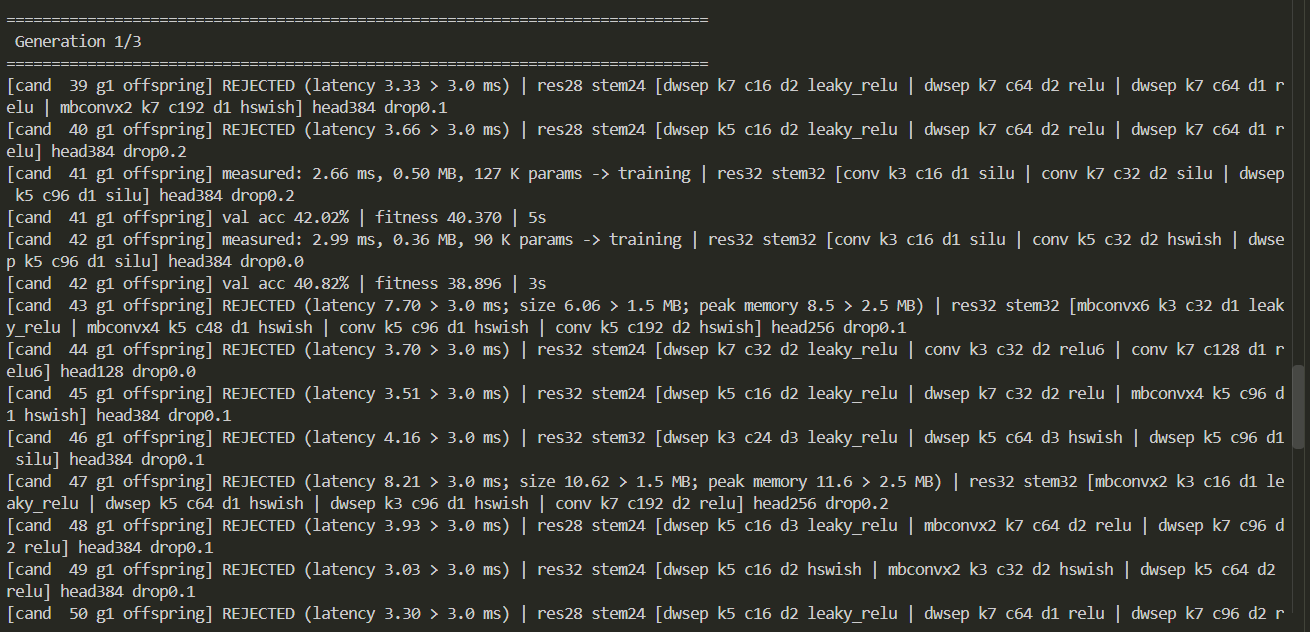 ==============================================================================
 Generation 1/3
==============================================================================
[cand  39 g1 offspring] REJECTED (latency 3.33 > 3.0 ms) | res28 stem24 [dwsep k7 c16 d2 leaky_relu | dwsep k7 c64 d2 relu | dwsep k7 c64 d1 r
elu | mbconvx2 k7 c192 d1 hswish] head384 drop0.1
[cand  40 g1 offspring] REJECTED (latency 3.66 > 3.0 ms) | res28 stem24 [dwsep k5 c16 d2 leaky_relu | dwsep k7 c64 d2 relu | dwsep k7 c64 d1 r
elu] head384 drop0.2
[cand  41 g1 offspring] measured: 2.66 ms, 0.50 MB, 127 K params -> training | res32 stem32 [conv k3 c16 d1 silu | conv k7 c32 d2 silu | dwsep
 k5 c96 d1 silu] head384 drop0.2
[cand  41 g1 offspring] val acc 42.02% | fitness 40.370 | 5s
[cand  42 g1 offspring] measured: 2.99 ms, 0.36 MB, 90 K params -> training | res32 stem32 [conv k3 c16 d1 silu | conv k5 c32 d2 hswish | dwse
p k5 c96 d1 silu] head384 drop0.0
[cand  42 g1 offspring] val acc 40.82% | fitness 38.896 | 3s
[cand  43 g1 offspring] REJECTED (latency 7.70 > 3.0 ms; size 6.06 > 1.5 MB; peak memory 8.5 > 2.5 MB) | res32 stem32 [mbconvx6 k3 c32 d1 leak
y_relu | mbconvx4 k5 c48 d1 hswish | conv k5 c96 d1 hswish | conv k5 c192 d2 hswish] head256 drop0.1
[cand  44 g1 offspring] REJECTED (latency 3.70 > 3.0 ms) | res32 stem24 [dwsep k7 c32 d2 leaky_relu | conv k3 c32 d2 relu6 | conv k7 c128 d1 r
elu6] head128 drop0.0
[cand  45 g1 offspring] REJECTED (latency 3.51 > 3.0 ms) | res32 stem24 [dwsep k5 c16 d2 leaky_relu | dwsep k7 c32 d2 relu | mbconvx4 k5 c96 d
1 hswish] head384 drop0.1
[cand  46 g1 offspring] REJECTED (latency 4.16 > 3.0 ms) | res32 stem32 [dwsep k3 c24 d3 leaky_relu | dwsep k5 c64 d3 hswish | dwsep k5 c96 d1
 silu] head384 drop0.1
[cand  47 g1 offspring] REJECTED (latency 8.21 > 3.0 ms; size 10.62 > 1.5 MB; peak memory 11.6 > 2.5 MB) | res32 stem32 [mbconvx2 k3 c16 d1 le
aky_relu | dwsep k5 c64 d1 hswish | dwsep k3 c96 d1 hswish | conv k7 c192 d2 relu] head256 drop0.2
[cand  48 g1 offspring] REJECTED (latency 3.93 > 3.0 ms) | res28 stem24 [dwsep k5 c16 d3 leaky_relu | mbconvx2 k7 c64 d2 relu | dwsep k7 c96 d
2 relu] head384 drop0.1
[cand  49 g1 offspring] REJECTED (latency 3.03 > 3.0 ms) | res32 stem24 [dwsep k5 c16 d2 hswish | mbconvx2 k3 c32 d2 hswish | dwsep k5 c64 d2 
relu] head384 drop0.1
[cand  50 g1 offspring] REJECTED (latency 3.30 > 3.0 ms) | res28 stem24 [dwsep k5 c16 d2 leaky_relu | dwsep k7 c64 d1 relu | dwsep k7 c96 d2 r